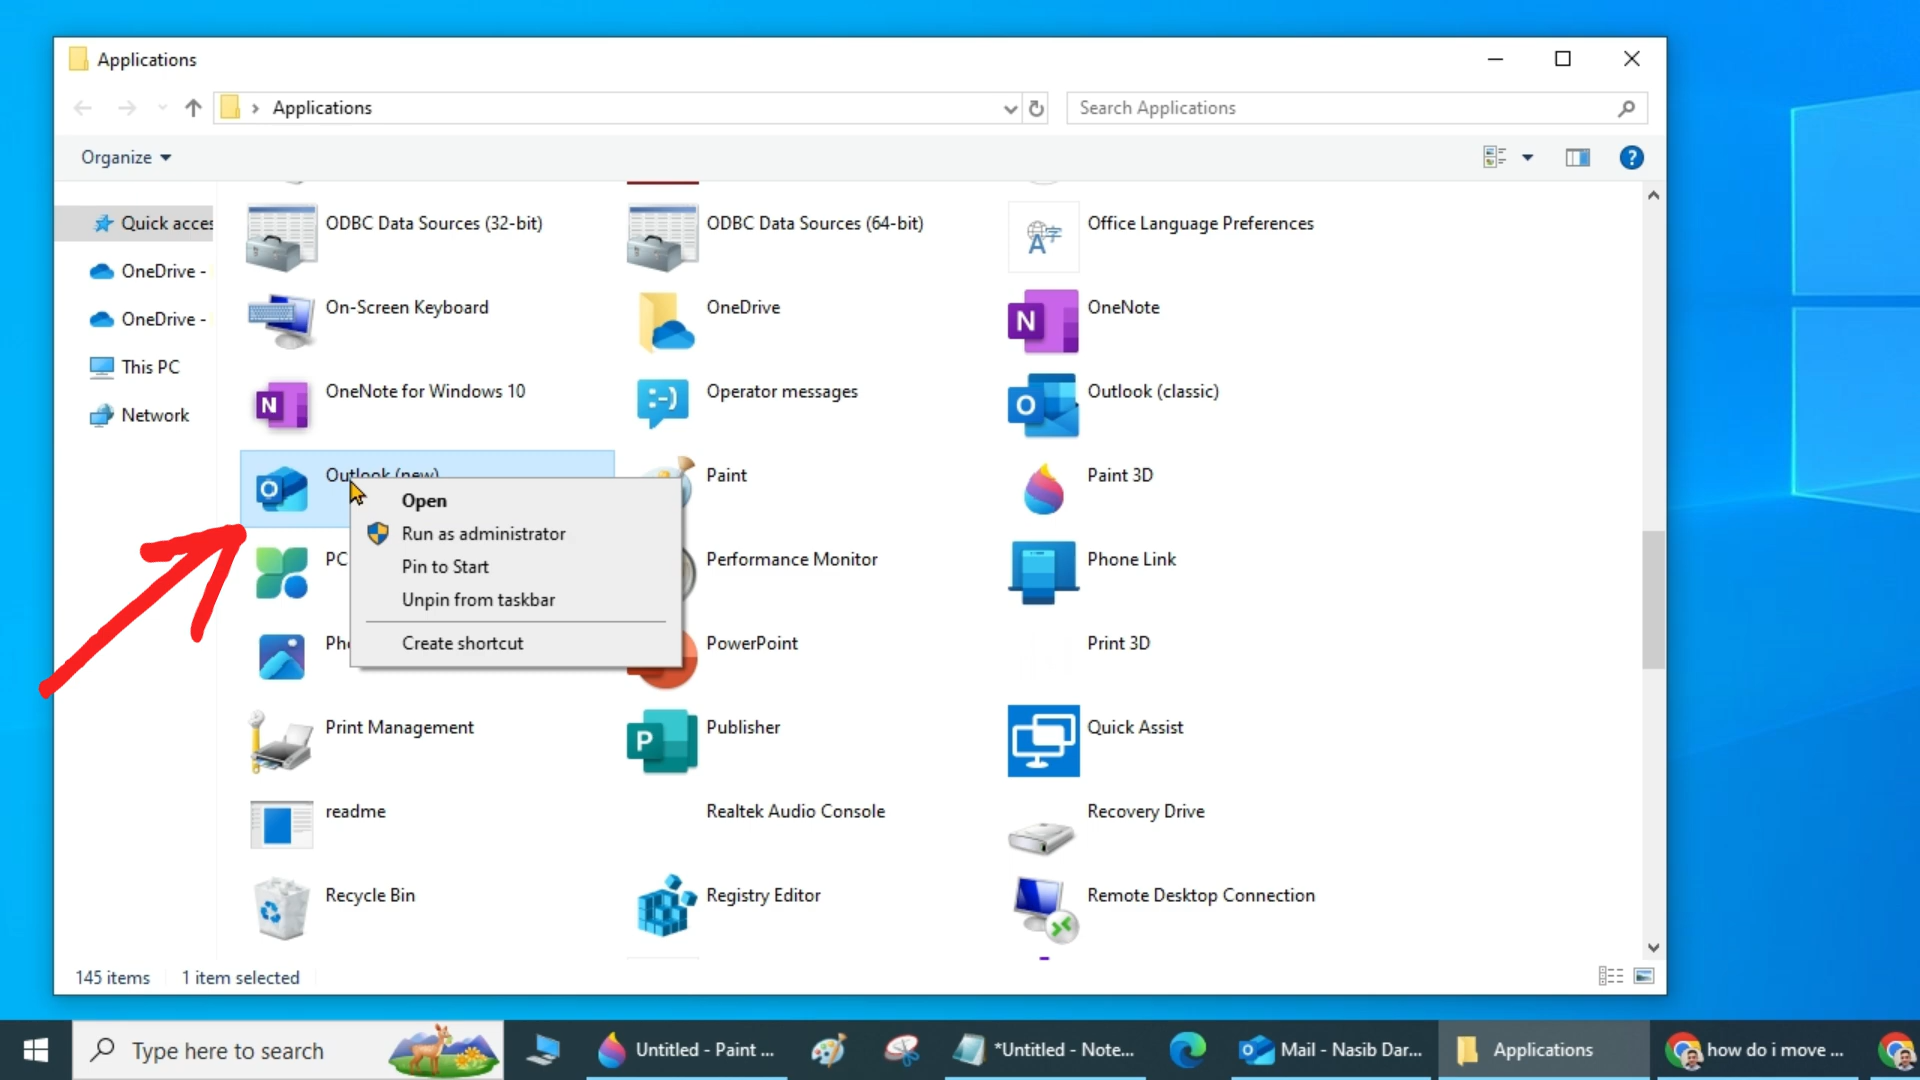 Applications
Applications
Search Applications
Organize
Quick acces
OneDrive -
OneDrive -
This PC
Network
ODBC Data Sources (32-bit)
ODBC Data Sources (64-bit)
Office Language Preferences
On-Screen Keyboard
OneDrive
OneNote
OneNote for Windows 10
Operator messages
Outlook (classic)
Outlook (new)
Paint
Paint 3D
Open
Run as administrator
Pin to Start
Unpin from taskbar
Create shortcut
PC
Performance Monitor
Phone Link
Pho
PowerPoint
Print 3D
Print Management
Publisher
Quick Assist
readme
Realtek Audio Console
Recovery Drive
Recycle Bin
Registry Editor
Remote Desktop Connection
145 items
1 item selected
Type here to search
Untitled - Paint ...
*Untitled - Note...
Mail - Nasib Dar...
Applications
how do i move ...